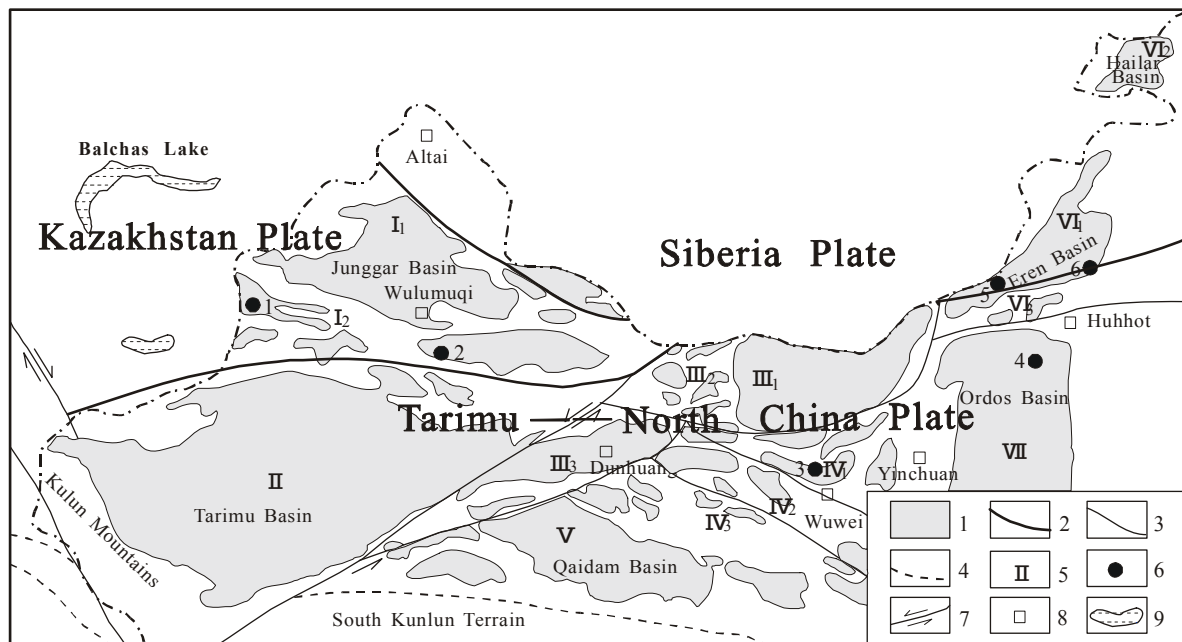 Ⅵ2
Hailar
Basin
Altai
Balchas Lake
Kazakhstan Plate
Ⅰ1
Junggar Basin
Wulumuqi
Siberia Plate
Ⅵ1
Eren Basin
6
5
1
Ⅰ2
Ⅵ3
Huhhot
2
4
Ⅲ2
Ⅲ1
Ordos Basin
Tarimu — North China Plate
Ⅲ3
Dunhuang
3
Ⅳ1
Yinchuan
Ⅶ
Ⅱ
Tarimu Basin
Ⅳ2
Wuwei
Ⅳ3
Kulun Mountains
Ⅴ
Qaidam Basin
South Kunlun Terrain
1
2
3
4
Ⅱ 5
6
7
8
9